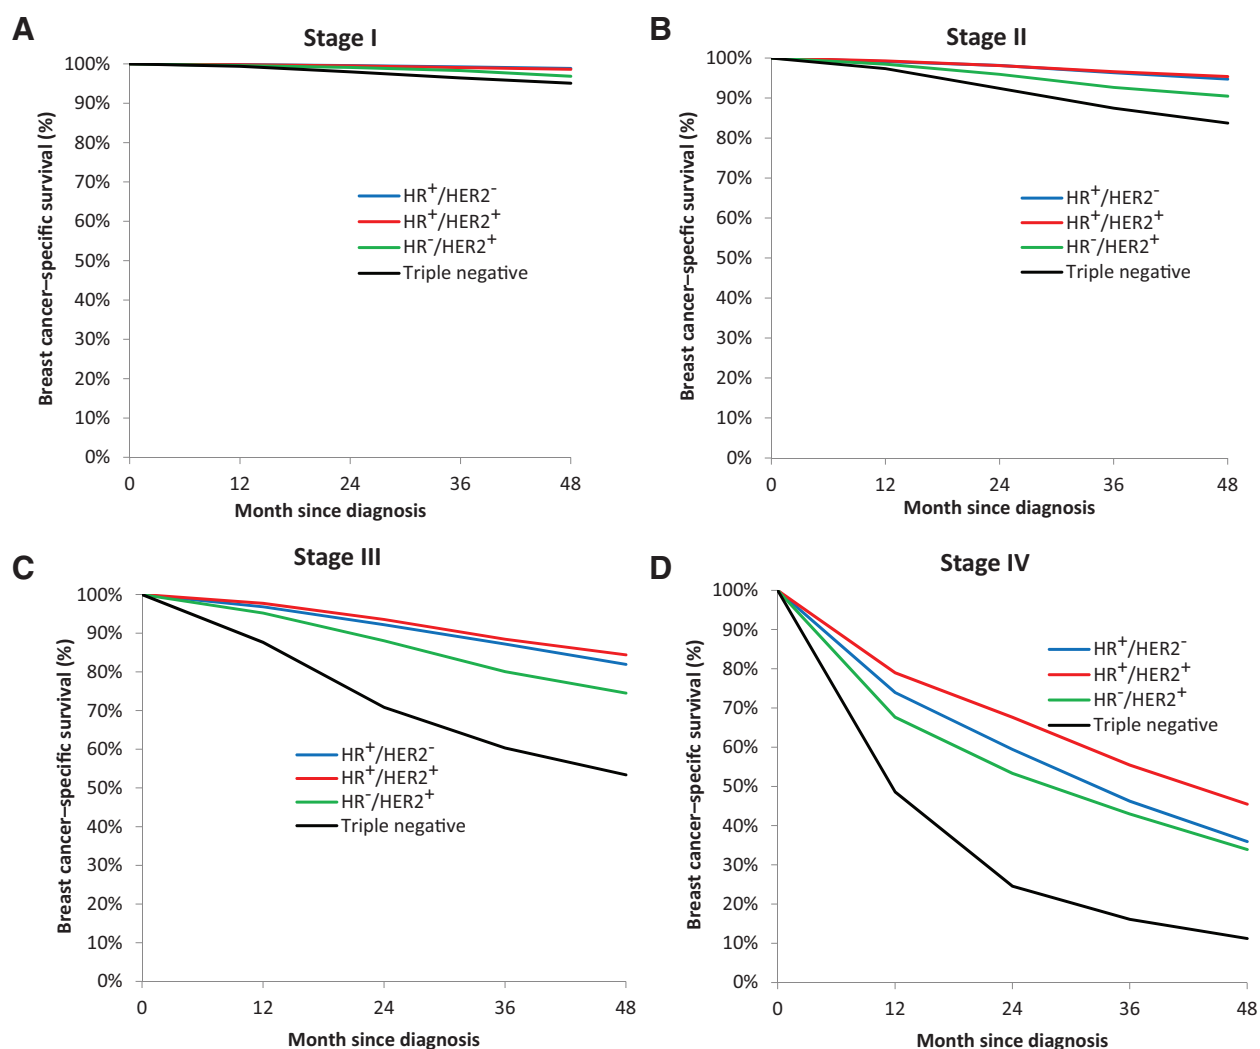 A
Stage I
100%
90%
80%
70%
60%
50%
40%
30%
20%
10%
0%
Breast cancer–specific survival (%)
HR+/HER2-
HR+/HER2+
HR-/HER2+
Triple negative
0 12 24 36 48
Month since diagnosis
B
Stage II
100%
90%
80%
70%
60%
50%
40%
30%
20%
10%
0%
Breast cancer–specfic survival (%)
HR+/HER2-
HR+/HER2+
HR-/HER2+
Triple negative
0 12 24 36 48
Month since diagnosis
C
Stage III
100%
90%
80%
70%
60%
50%
40%
30%
20%
10%
0%
Breast cancer–specific survival (%)
HR+/HER2-
HR+/HER2+
HR-/HER2+
Triple negative
0 12 24 36 48
Month since diagnosis
D
Stage IV
100%
90%
80%
70%
60%
50%
40%
30%
20%
10%
0%
Breast cancer–specifc survival (%)
HR+/HER2-
HR+/HER2+
HR-/HER2+
Triple negative
0 12 24 36 48
Month since diagnosis